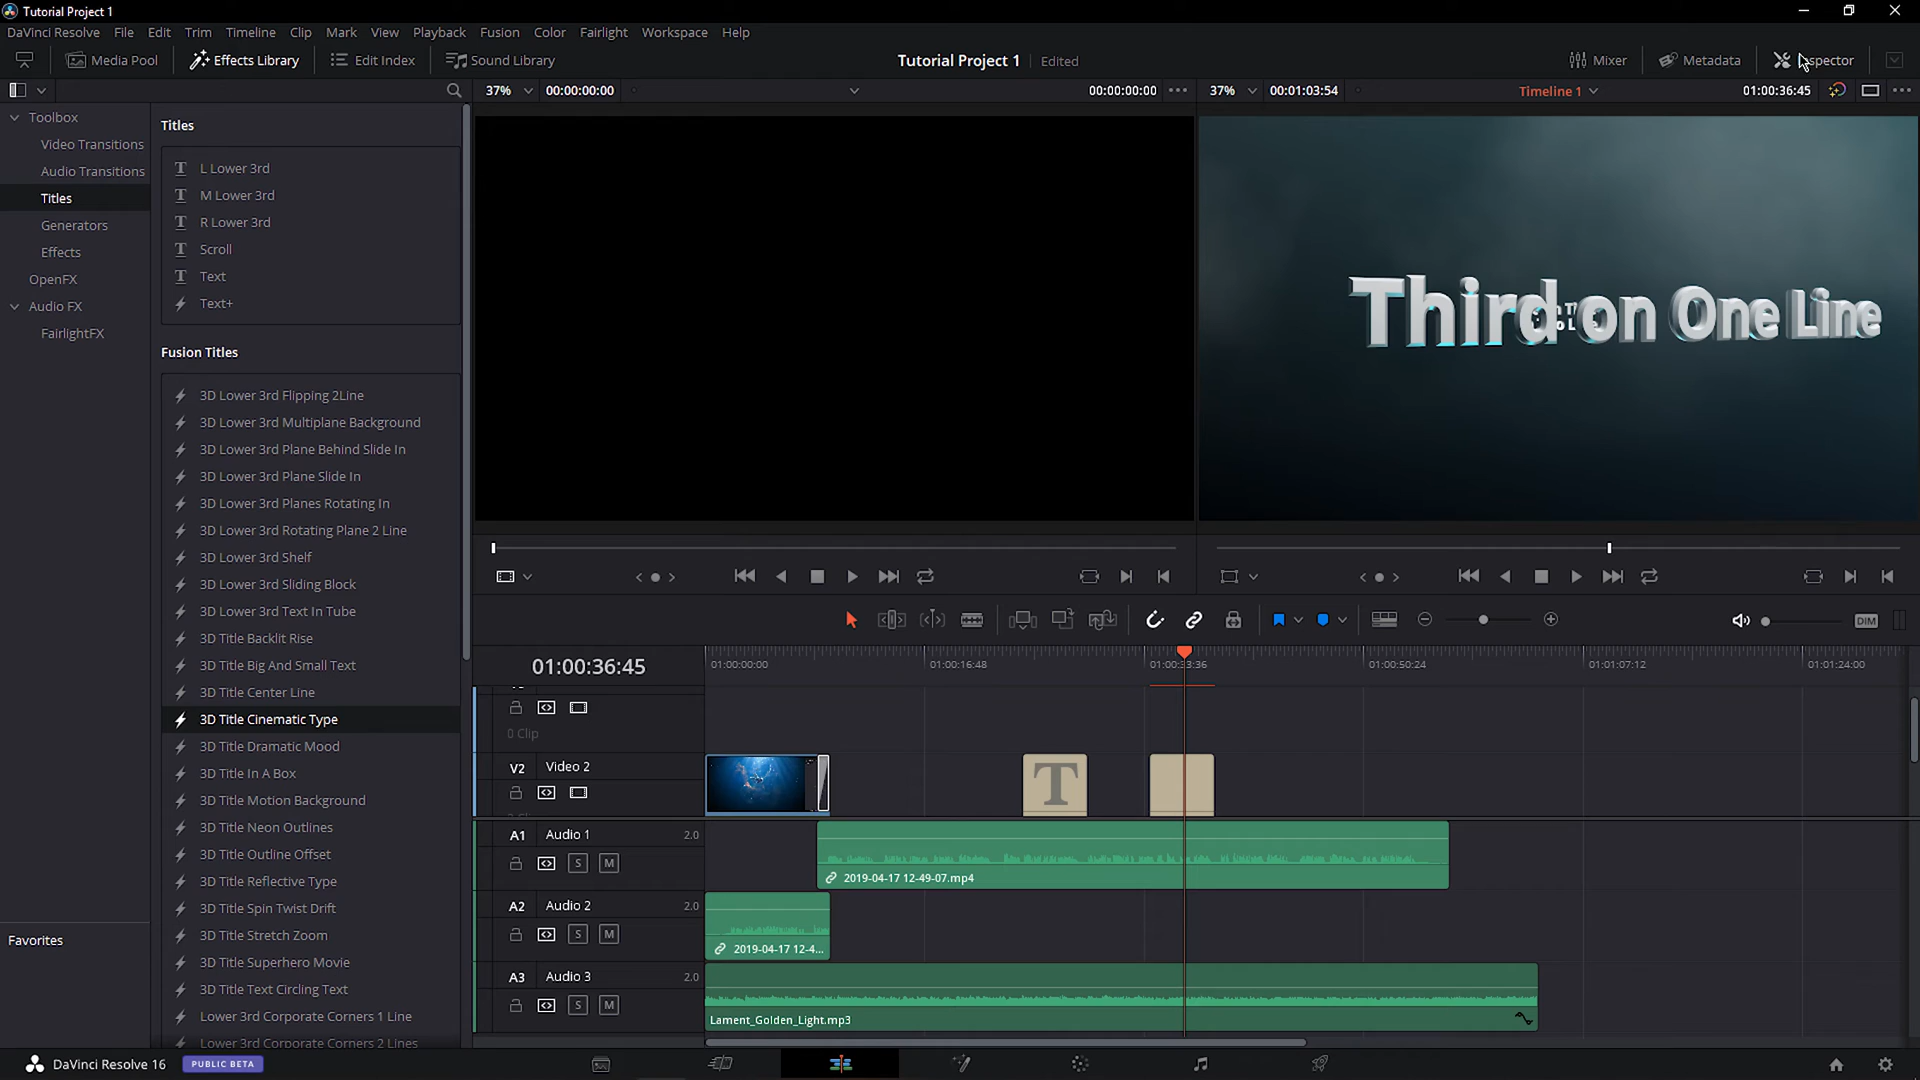 Tutorial Project 1
DaVinci Resolve File Edit Trim Timeline Clip Mark View Playback Fusion Color Fairlight Workspace Help
Media Pool Effects Library Edit Index Sound Library Tutorial Project 1 Edited Mixer Metadata Inspector
37% 00:00:00:00 00:00:00:00 37% 00:01:03:54 Timeline 1 01:00:36:45
Toolbox
Video Transitions
Audio Transitions
Titles
Generators
Effects
OpenFX
Audio FX
FairlightFX
Favorites
Titles
L Lower 3rd
M Lower 3rd
R Lower 3rd
Scroll
Text
Text+
Fusion Titles
3D Lower 3rd Flipping 2Line
3D Lower 3rd Multiplane Background
3D Lower 3rd Plane Behind Slide In
3D Lower 3rd Plane Slide In
3D Lower 3rd Planes Rotating In
3D Lower 3rd Rotating Plane 2 Line
3D Lower 3rd Shelf
3D Lower 3rd Sliding Block
3D Lower 3rd Text In Tube
3D Title Backlit Rise
3D Title Big And Small Text
3D Title Center Line
3D Title Cinematic Type
3D Title Dramatic Mood
3D Title In A Box
3D Title Motion Background
3D Title Neon Outlines
3D Title Outline Offset
3D Title Reflective Type
3D Title Spin Twist Drift
3D Title Stretch Zoom
3D Title Superhero Movie
3D Title Text Circling Text
Lower 3rd Corporate Corners 1 Line
Lower 3rd Corporate Corners 2 Lines
Third on One Line
DIM
01:00:36:45 01:00:00:00 01:00:16:48 01:00:33:36 01:00:50:24 01:01:07:12 01:01:24:00
0 Clip
V2 Video 2
T
A1 Audio 1 2.0
S M
2019-04-17 12-49-07.mp4
A2 Audio 2 2.0
S M
2019-04-17 12-4...
A3 Audio 3 2.0
S M
Lament_Golden_Light.mp3
DaVinci Resolve 16 PUBLIC BETA